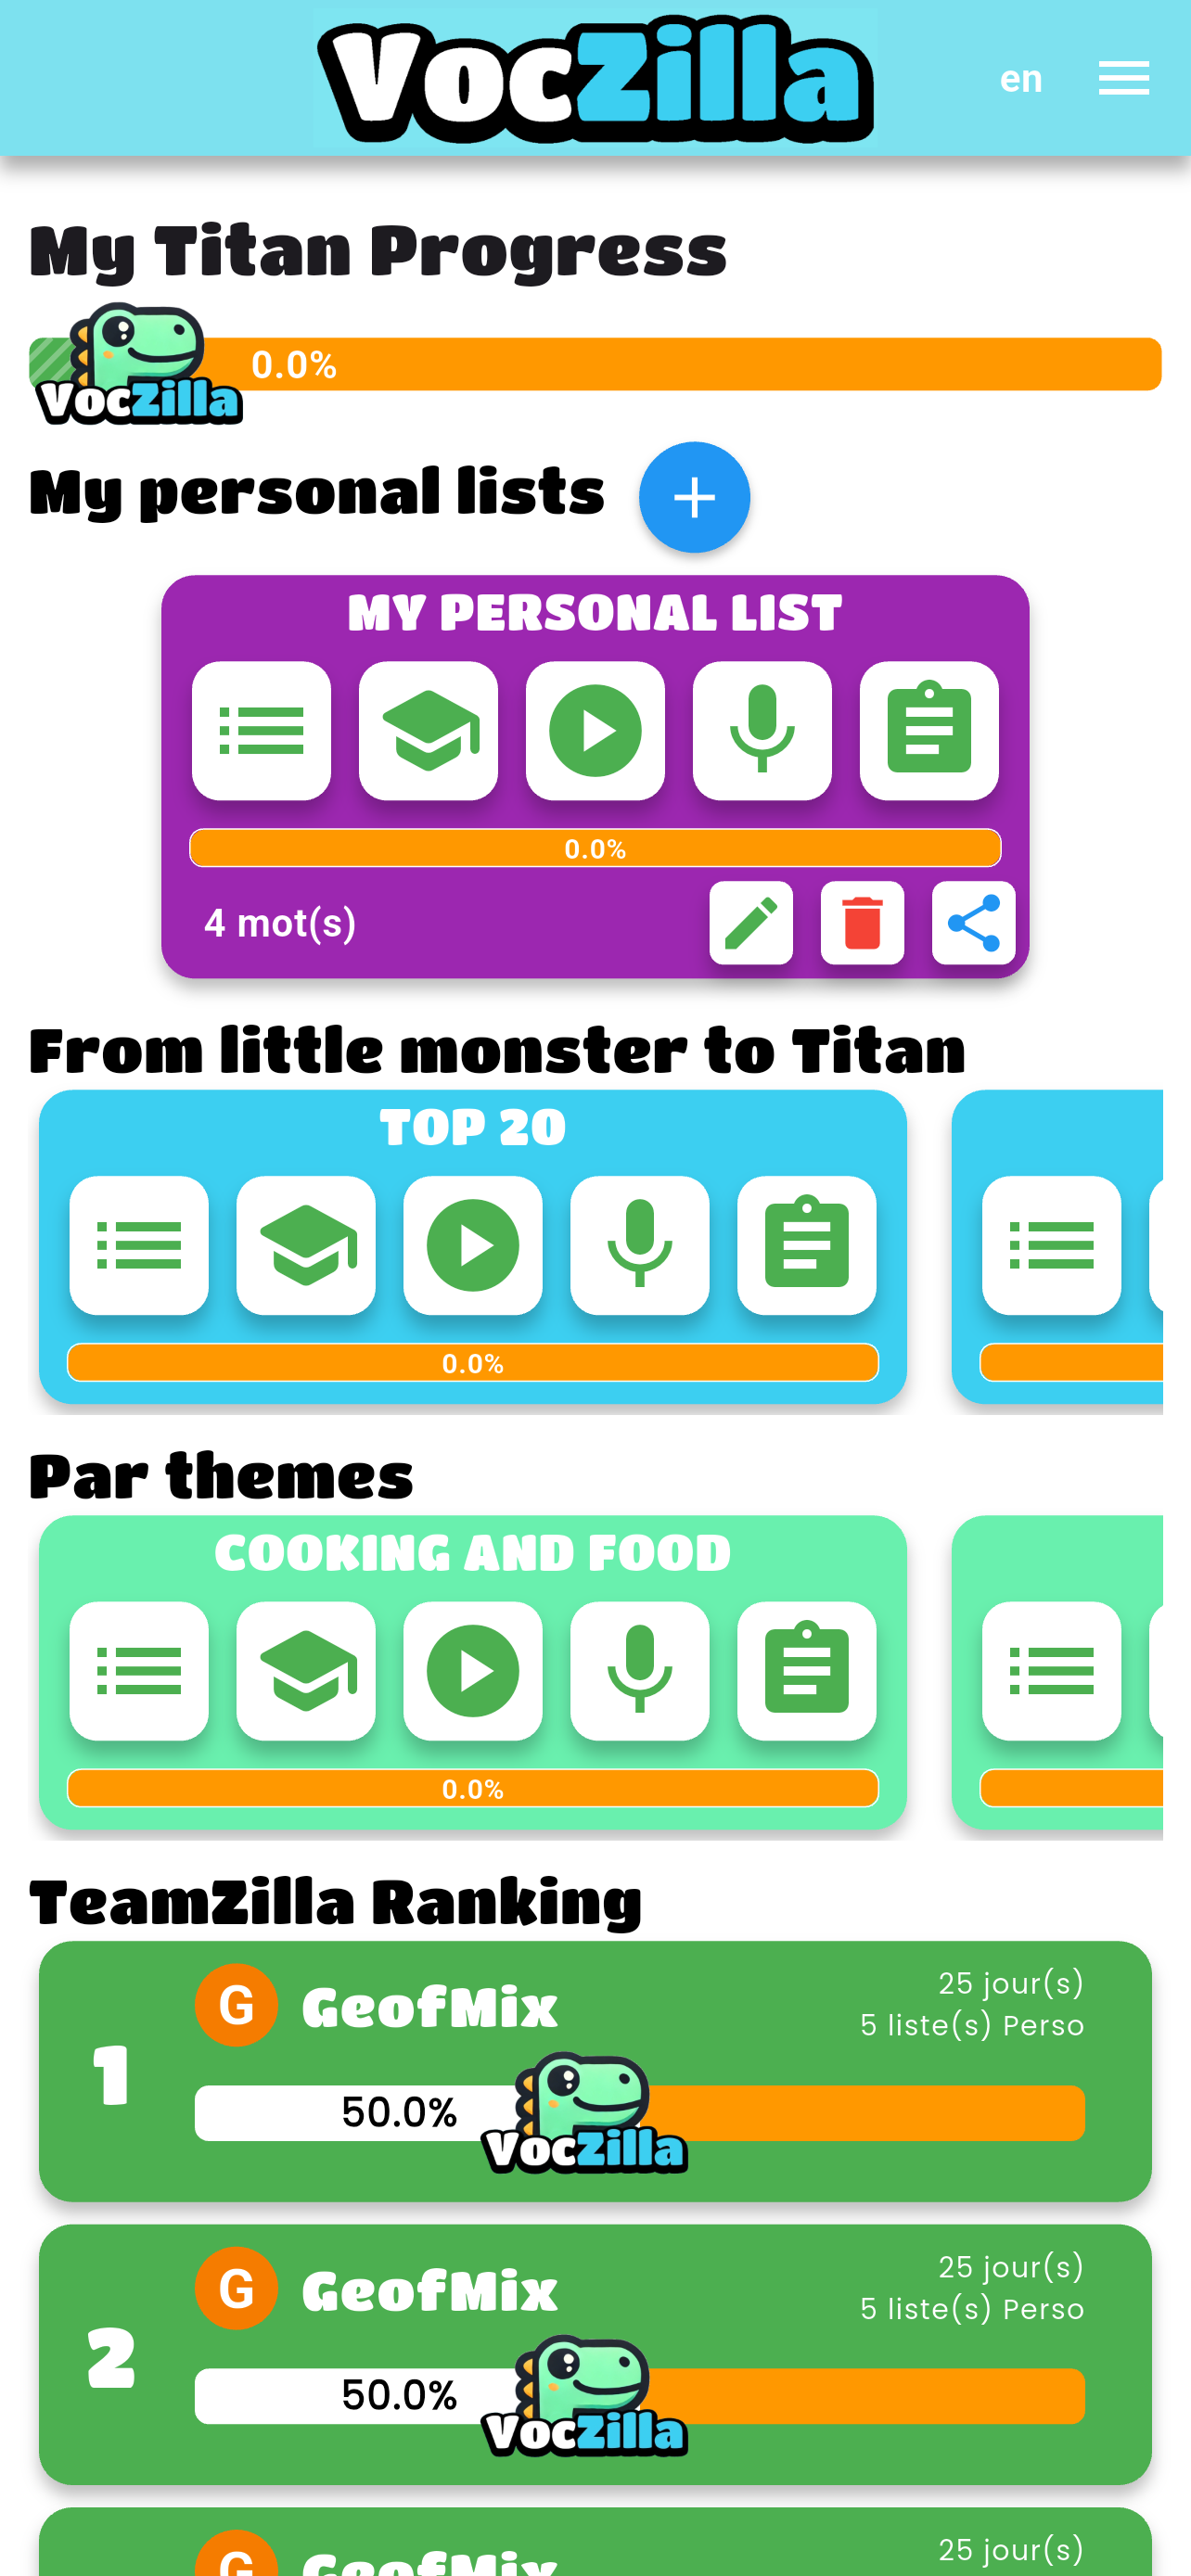 VocZilla
en
My Titan Progress
0.0%
VocZilla
My personal lists
MY PERSONAL LIST
0.0%
4 mot(s)
From little monster to Titan
TOP 20
0.0%
Par themes
COOKING AND FOOD
0.0%
TeamZilla Ranking
G GeofMix
25 jour(s)
5 liste(s) Perso
1
50.0%
VocZilla
G GeofMix
25 jour(s)
5 liste(s) Perso
2
50.0%
VocZilla
G GeofMix
25 jour(s)